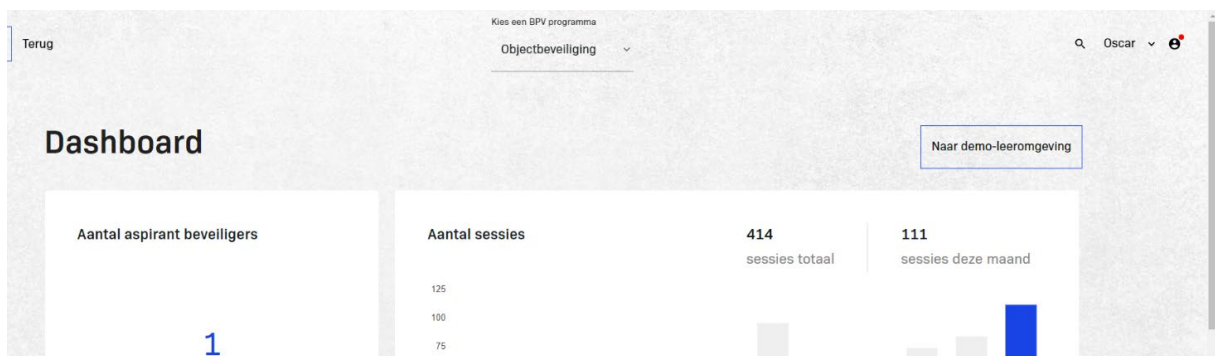 Kies een BPV programma
Terug
Objectbeveiliging
Oscar
Dashboard
Naar demo-leeromgeving
Aantal aspirant beveiligers
1
Aantal sessies
414
sessies totaal
111
sessies deze maand
125
100
75